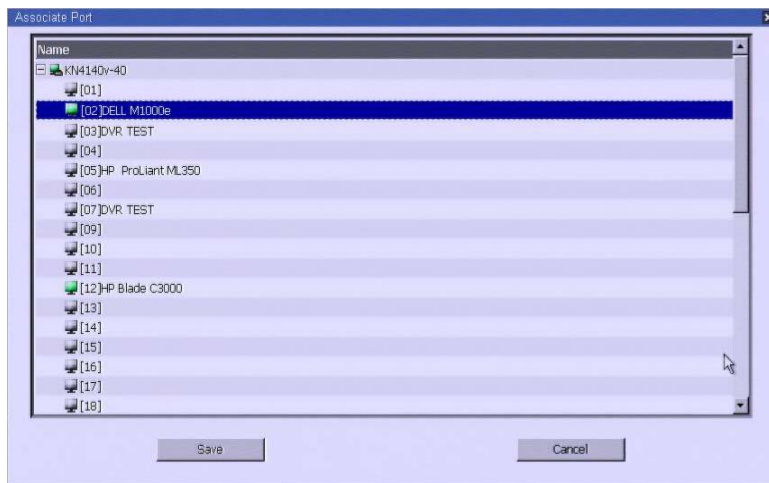 Associate Port
Name
KN4140v-40
[01]
[02]DELL M1000e
[03]DVR TEST
[04]
[05]HP ProLiant ML350
[06]
[07]DVR TEST
[09]
[10]
[11]
[12]HP Blade C3000
[13]
[14]
[15]
[16]
[17]
[18]
Save Cancel